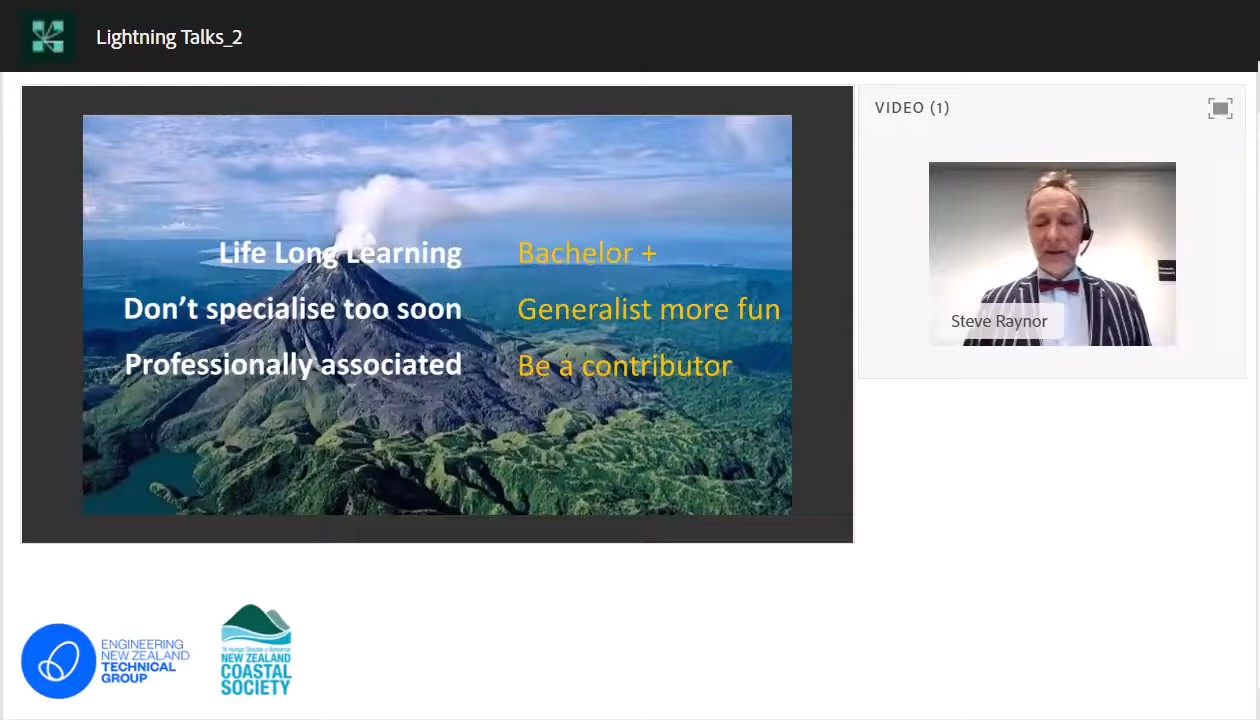 Lightning Talks_2
Life Long Learning Bachelor +
Don't specialise too soon Generalist more fun
Professionally associated Be a contributor
VIDEO (1)
Steve Raynor
ENGINEERING
NEW ZEALAND
TECHNICAL
GROUP
NEW ZEALAND
COASTAL
SOCIETY